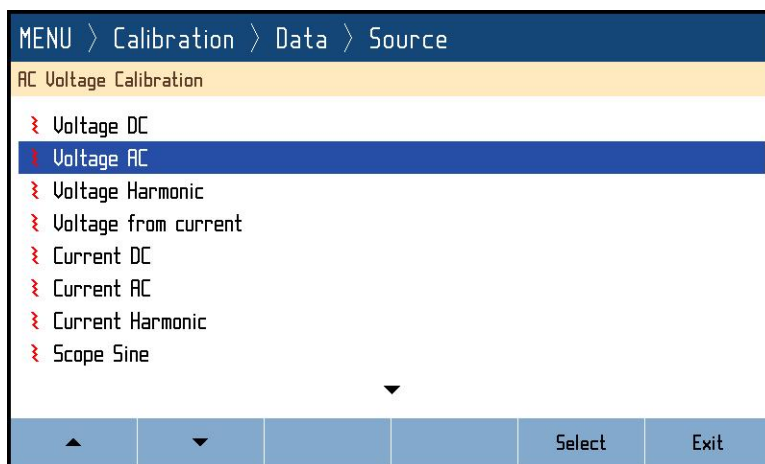 MENU > Calibration > Data > Source
AC Voltage Calibration
Voltage DC
Voltage AC
Voltage Harmonic
Voltage from current
Current DC
Current AC
Current Harmonic
Scope Sine
Select Exit